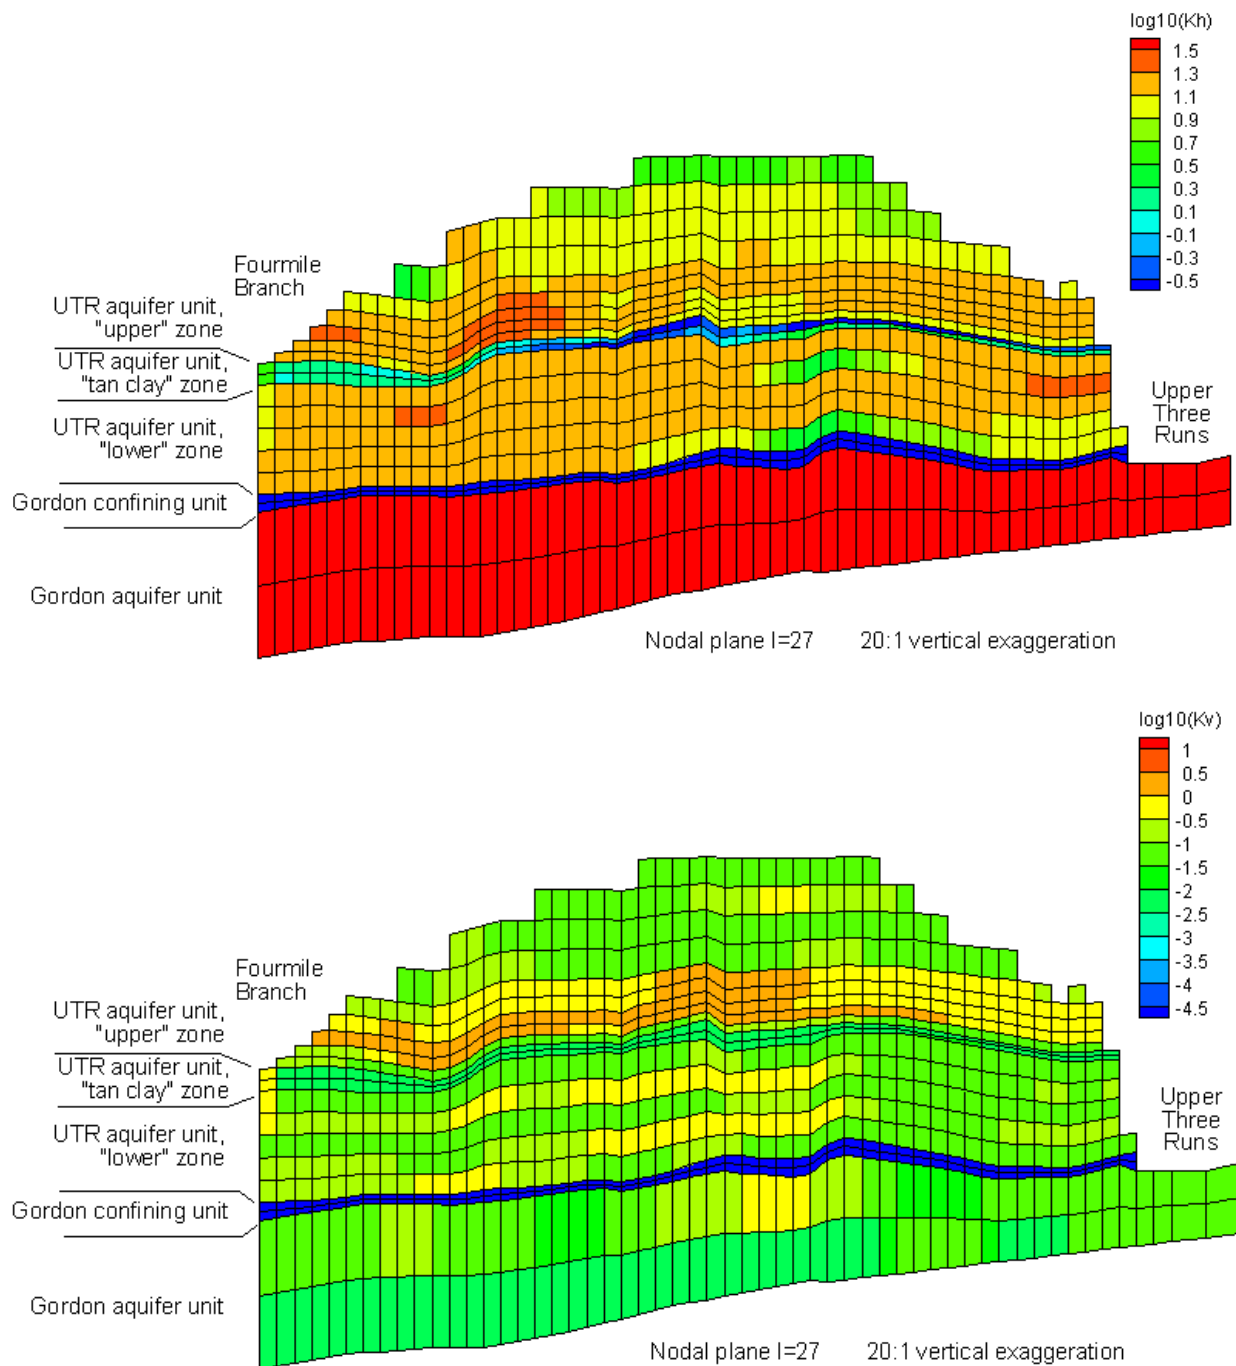 log10(Kh)
1.5
1.3
1.1
0.9
0.7
0.5
0.3
0.1
-0.1
-0.3
-0.5
Fourmile
Branch
UTR aquifer unit,
"upper" zone
UTR aquifer unit,
"tan clay" zone
UTR aquifer unit,
"lower" zone
Gordon confining unit
Gordon aquifer unit
Upper
Three
Runs
Nodal plane I=27 20:1 vertical exaggeration
log10(Kv)
1
0.5
0
-0.5
-1
-1.5
-2
-2.5
-3
-3.5
-4
-4.5
Fourmile
Branch
UTR aquifer unit,
"upper" zone
UTR aquifer unit,
"tan clay" zone
UTR aquifer unit,
"lower" zone
Gordon confining unit
Gordon aquifer unit
Upper
Three
Runs
Nodal plane I=27 20:1 vertical exaggeration